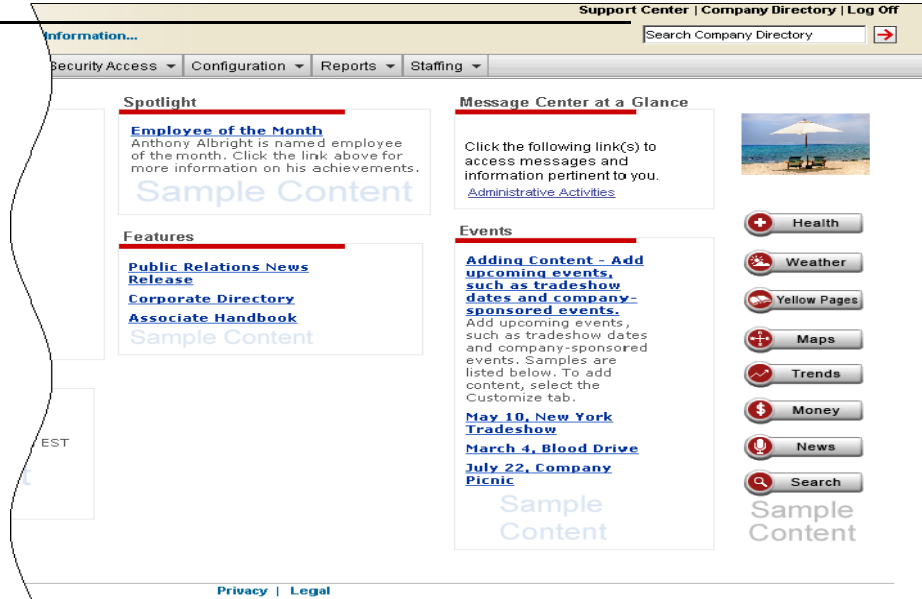 Support Center | Company Directory | Log Off
Information...
Search Company Directory
Security Access
Configuration
Reports
Staffing
Spotlight
Employee of the Month
Anthony Albright is named employee
of the month. Click the link above for
more information on his achievements.
Sample Content
Features
Public Relations News
Release
Corporate Directory
Associate Handbook
Sample Content
EST
Message Center at a Glance
Click the following link(s) to
access messages and
information pertinent to you.
Administrative Activities
Events
Adding Content - Add
upcoming events,
such as tradeshow
dates and company-
sponsored events.
Add upcoming events,
such as tradeshow dates
and company-sponsored
events. Samples are
listed below. To add
content, select the
Customize tab.
May 10, New York
Tradeshow
March 4, Blood Drive
July 22, Company
Picnic
Sample
Content
Health
Weather
Yellow Pages
Maps
Trends
Money
News
Search
Sample
Content
Privacy | Legal